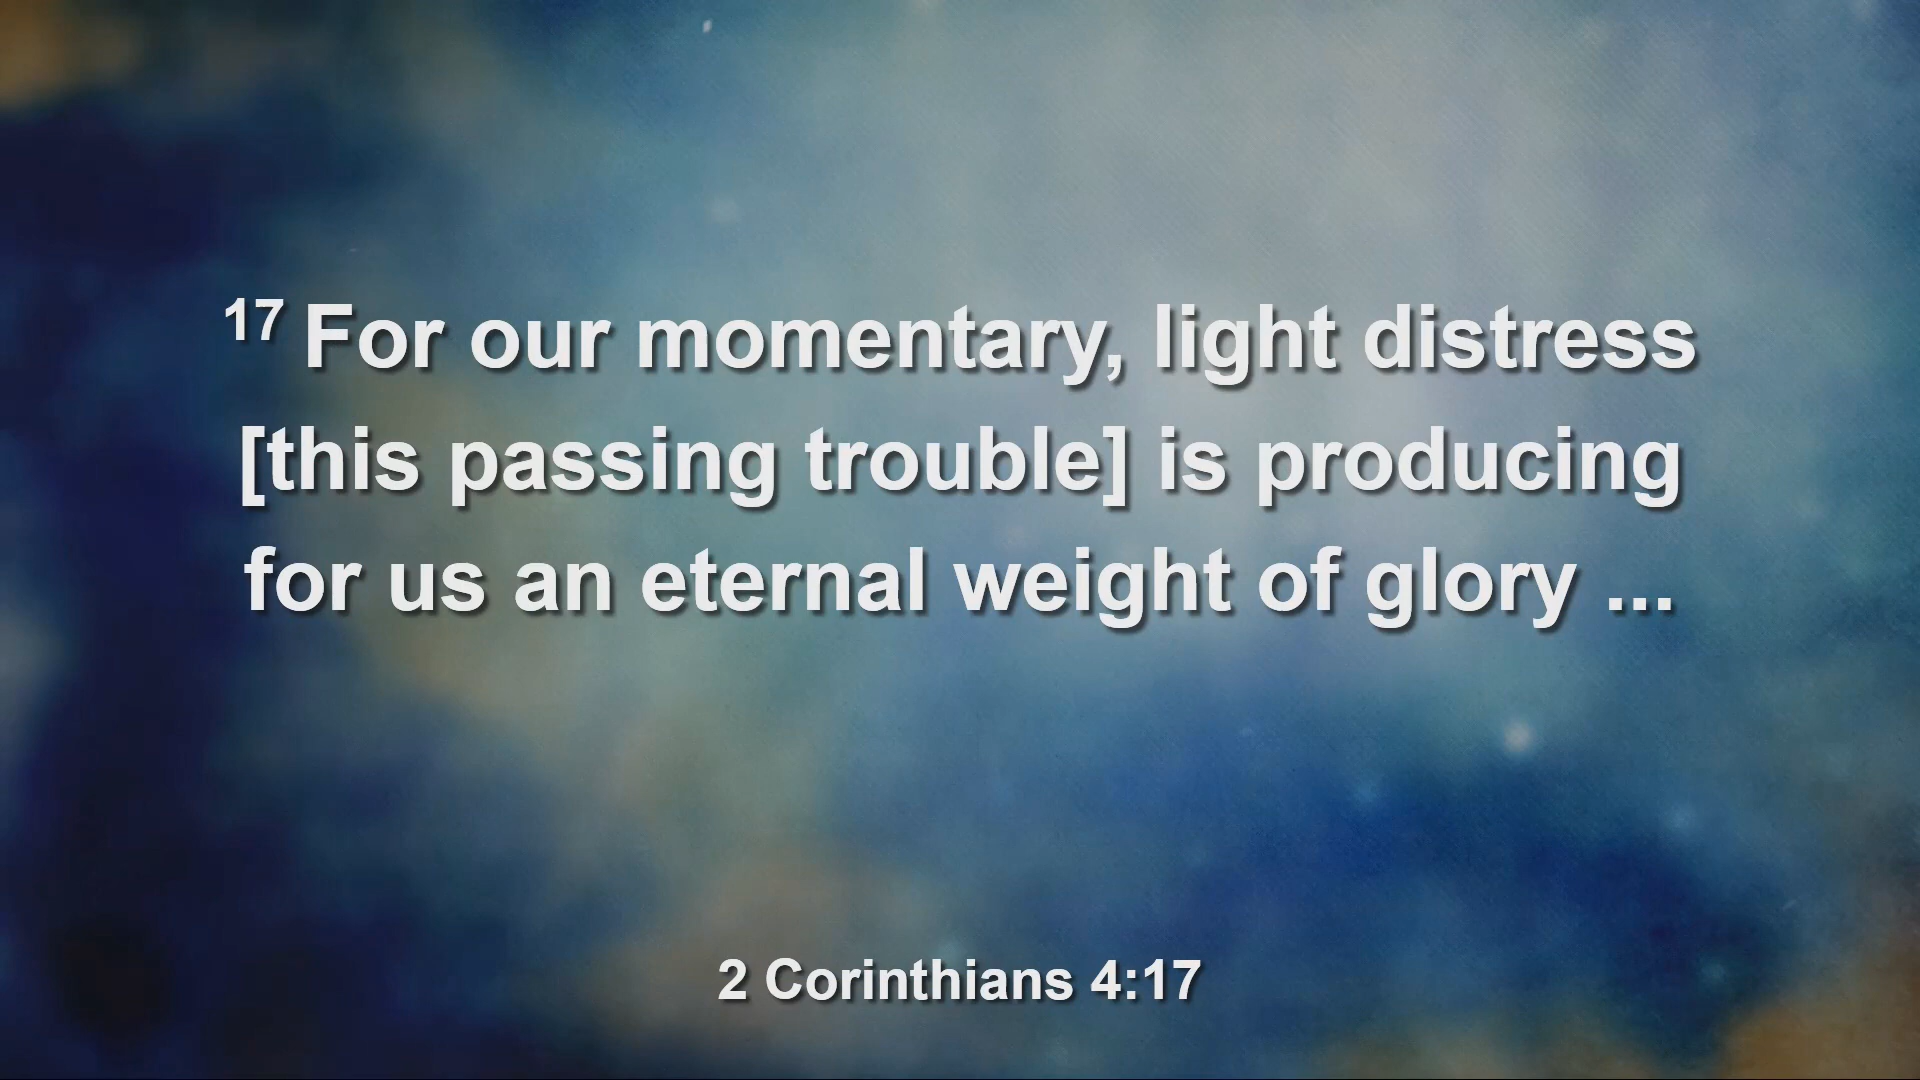 17 For our momentary, light distress
[this passing trouble] is producing
for us an eternal weight of glory ...
2 Corinthians 4:17